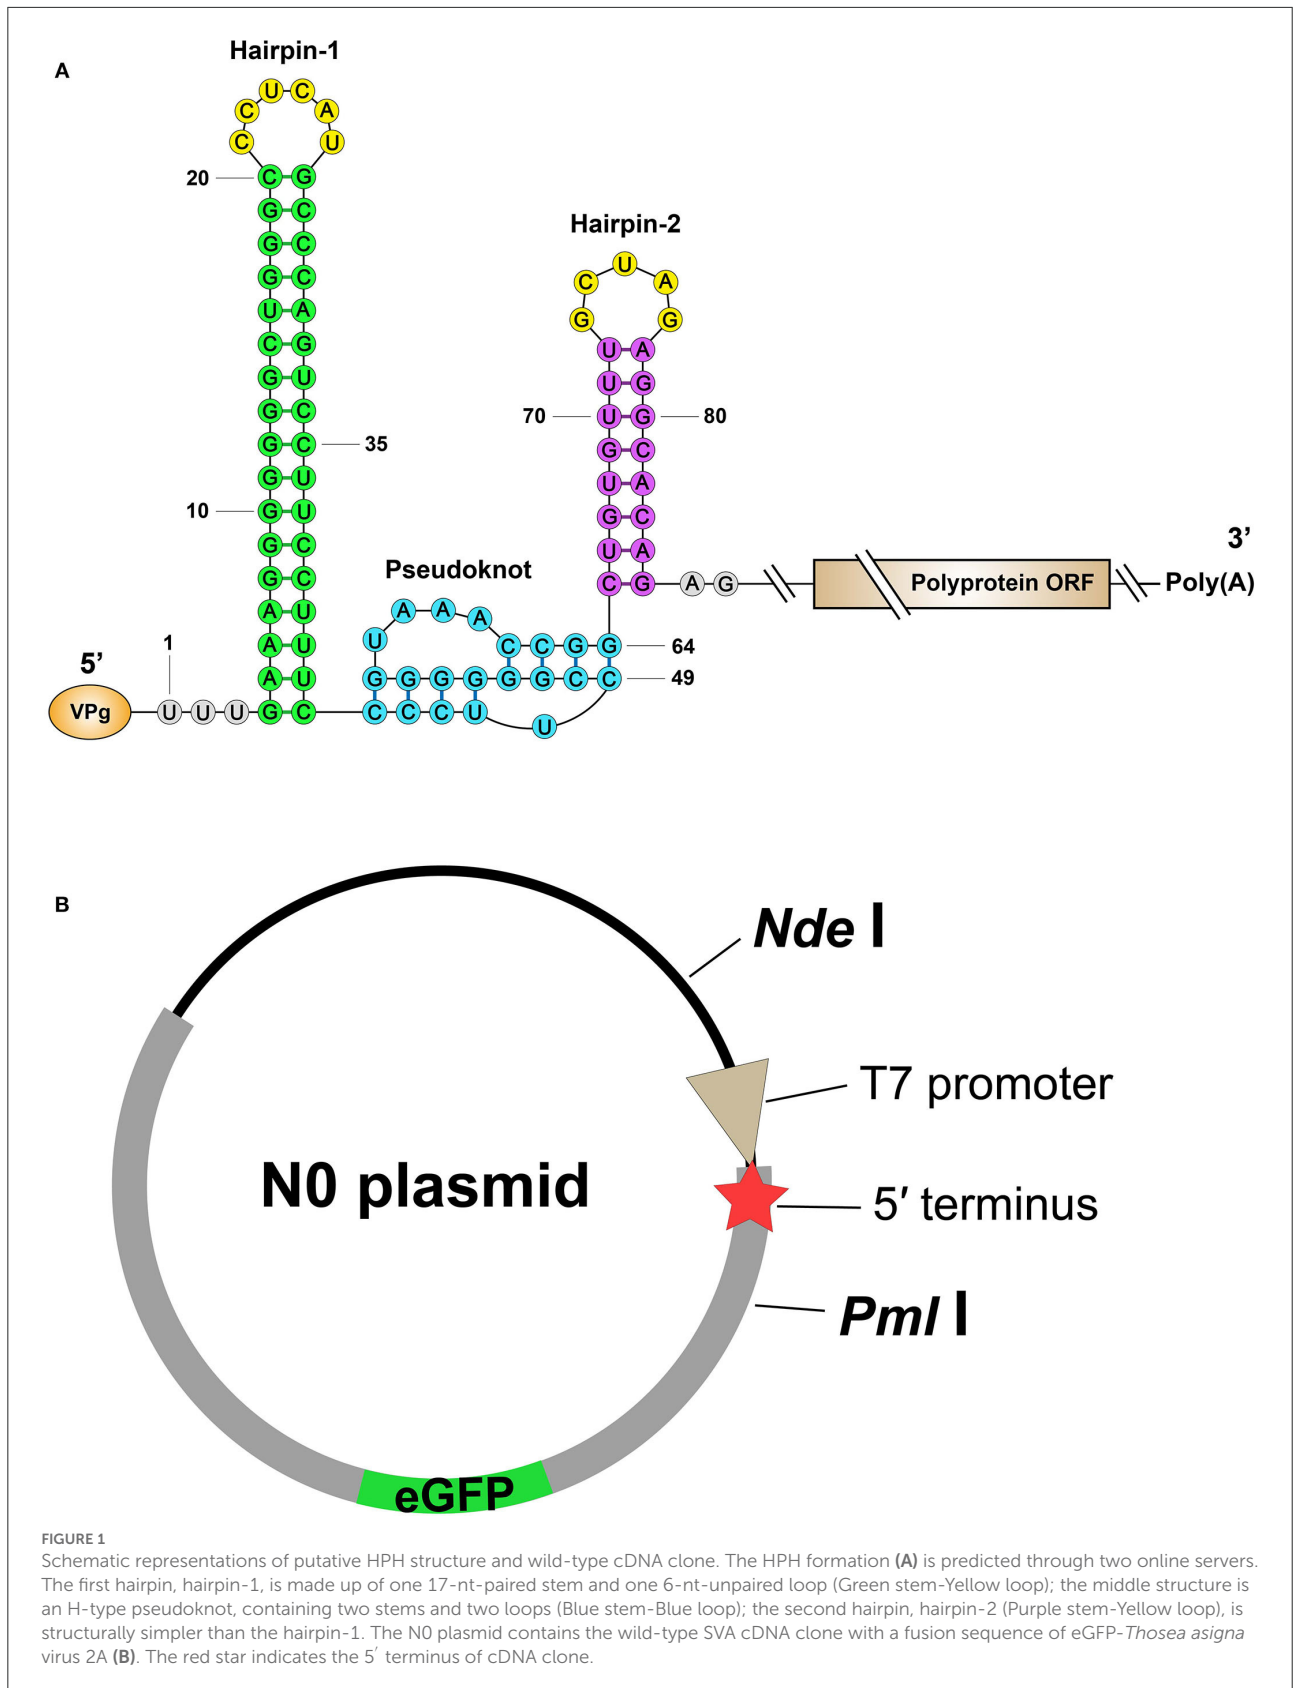 A
Hairpin-1
U C
C A
C U
20 C G
G C
G C
G C
U A
C G
G U
G C
G C 35
G U
10 G U
G C
G C
A U
A U
A U
G C
Hairpin-2
U
C A
G G
U A
U G
70 U G 80
G C
U A
G C
U A
C G A G
Pseudoknot
A A A
U C C G G 64
G G G G G G C C 49
C C C U U
5’
VPg
1
U U U
Polyprotein ORF
3’
Poly(A)
B
Nde I
T7 promoter
5′ terminus
Pml I
N0 plasmid
eGFP
FIGURE 1
Schematic representations of putative HPH structure and wild-type cDNA clone. The HPH formation (A) is predicted through two online servers.
The first hairpin, hairpin-1, is made up of one 17-nt-paired stem and one 6-nt-unpaired loop (Green stem-Yellow loop); the middle structure is
an H-type pseudoknot, containing two stems and two loops (Blue stem-Blue loop); the second hairpin, hairpin-2 (Purple stem-Yellow loop), is
structurally simpler than the hairpin-1. The N0 plasmid contains the wild-type SVA cDNA clone with a fusion sequence of eGFP-Thosea asigna
virus 2A (B). The red star indicates the 5′ terminus of cDNA clone.